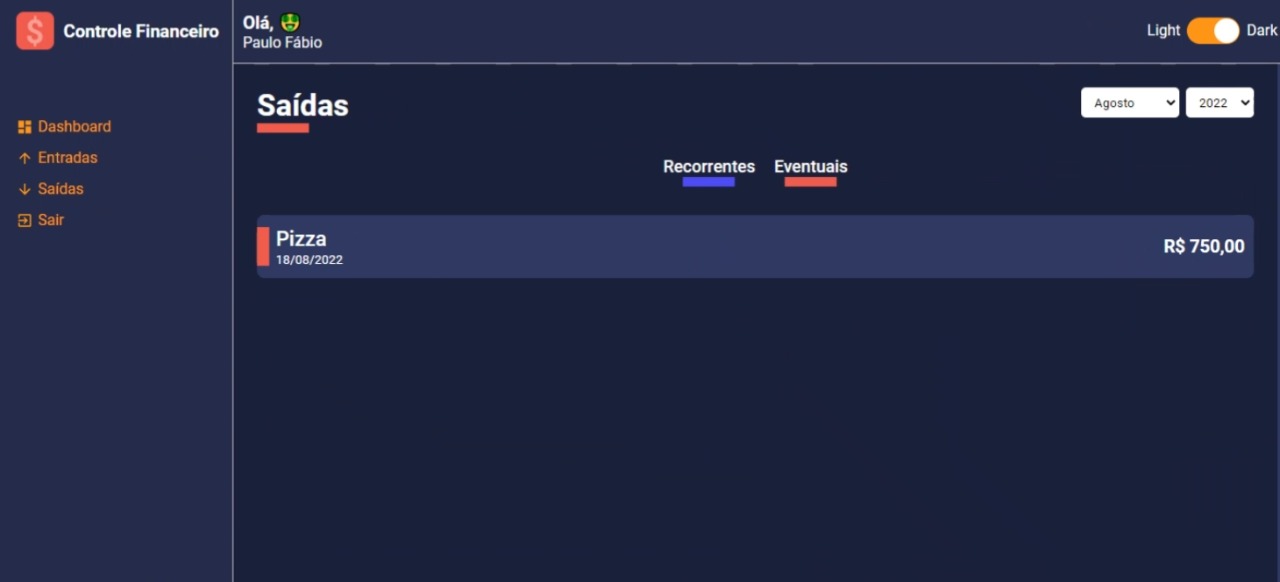 Controle Financeiro
Olá,
Paulo Fábio
Light Dark
Dashboard
Entradas
Saídas
Sair
Saídas
Agosto 2022
Recorrentes Eventuais
Pizza
18/08/2022
R$ 750,00